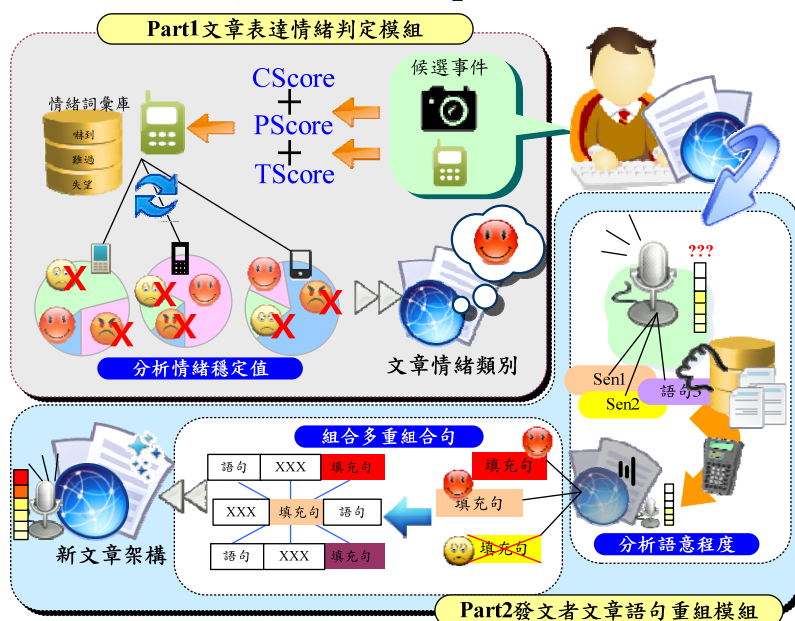 Part1文章表達情緒判定模組
候選事件
CScore
+
PScore
+
TScore
情緒詞彙庫
嚇到
難過
失望
X
X
X
X
X
X
分析情緒穩定值
文章情緒類別
???
Sen1
Sen2
語句3
分析語意程度
組合多重組合句
語句 XXX 填充句
XXX 填充句 語句
語句 XXX 填充句
填充句
填充句
填充句
新文章架構
Part2發文者文章語句重組模組